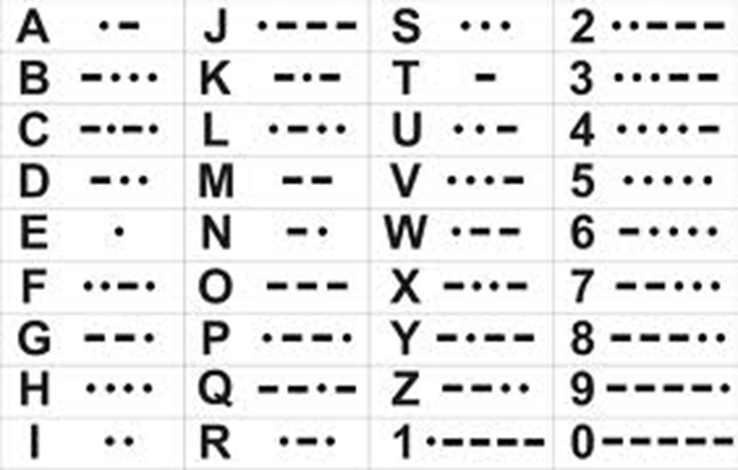 A ·– J ·––– S ··· 2 ··–––
B –··· K –·– T – 3 ···––
C –·–· L ·–·· U ··– 4 ····–
D –·· M –– V ···– 5 ·····
E · N –· W ·–– 6 –····
F ··–· O ––– X –··– 7 ––···
G ––· P ·––· Y –·–– 8 –––··
H ···· Q ––·– Z ––·· 9 ––––·
I ·· R ·–· 1 ·–––– 0 –––––